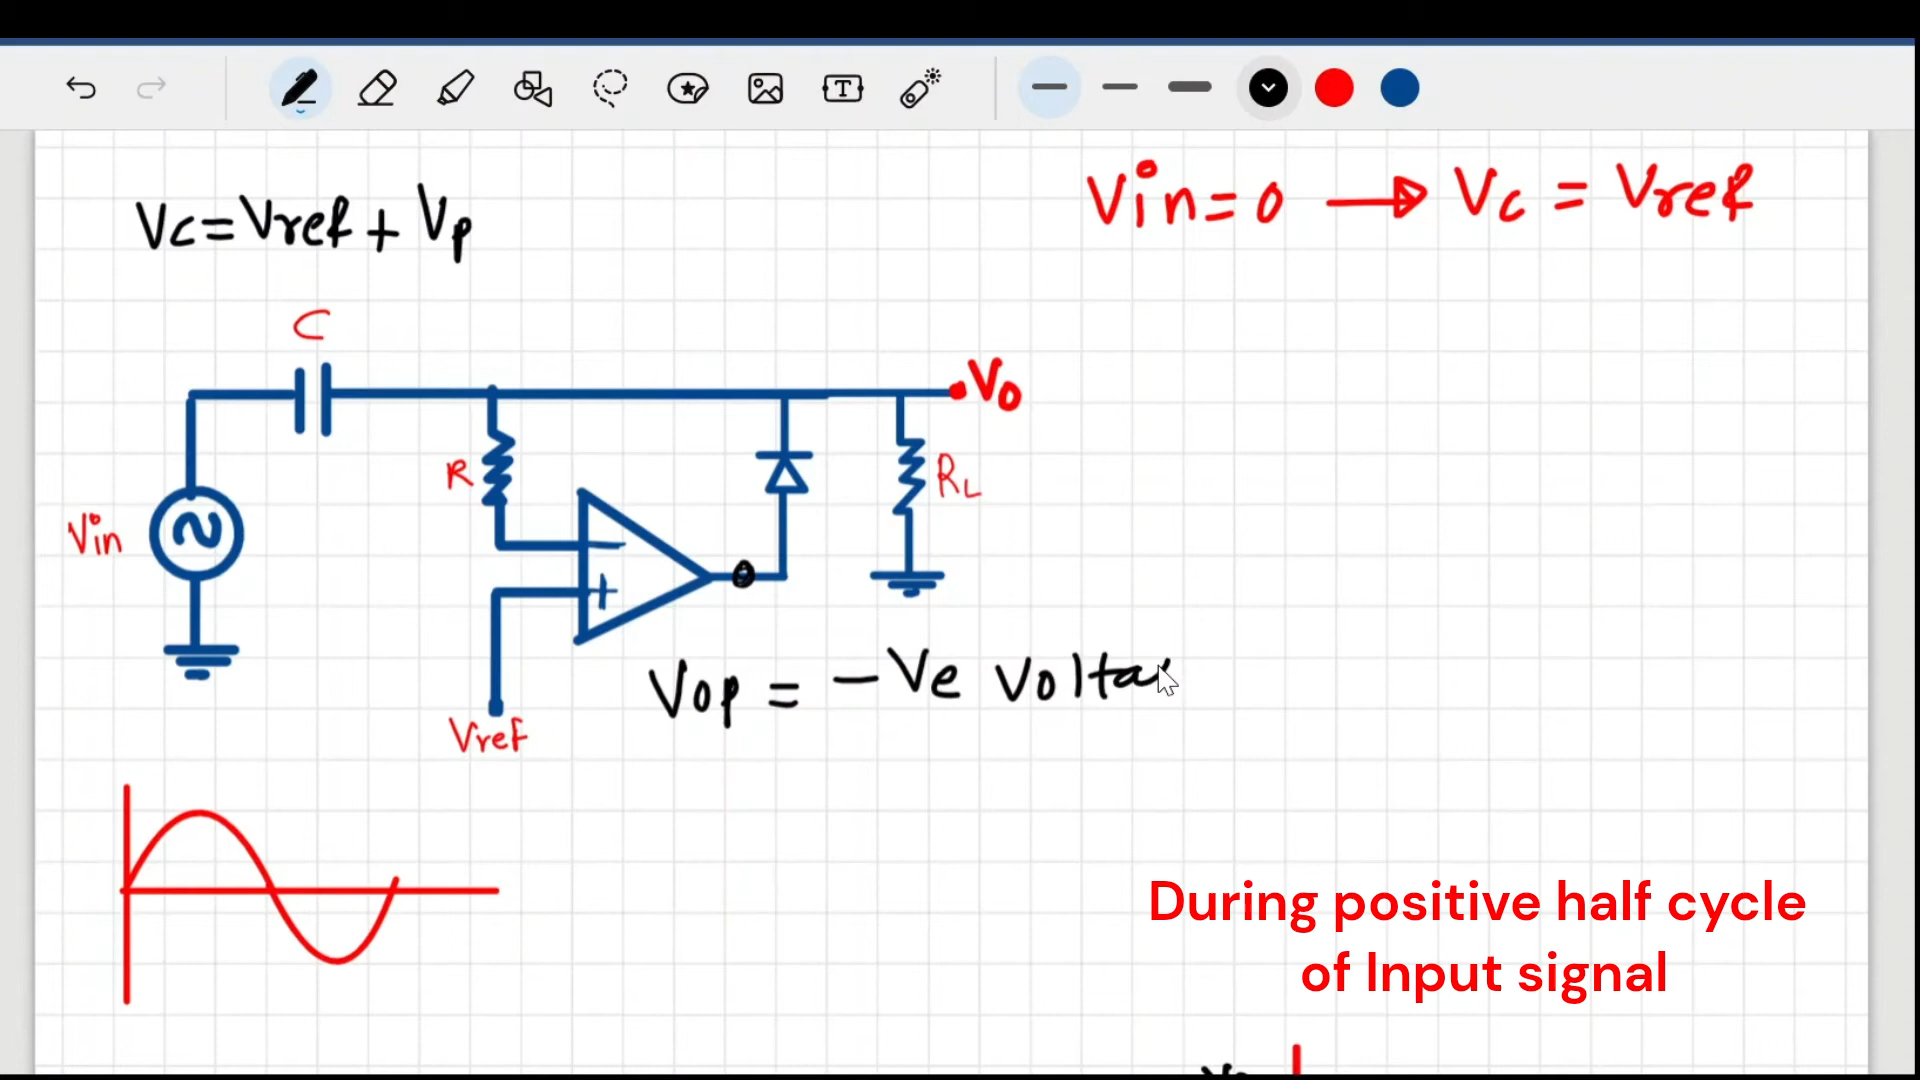 Vc = Vref + Vp
Vin = 0 → Vc = Vref
C
Vo
R
RL
Vin
−
+
Vop = -Ve Volta
Vref
During positive half cycle
of Input signal